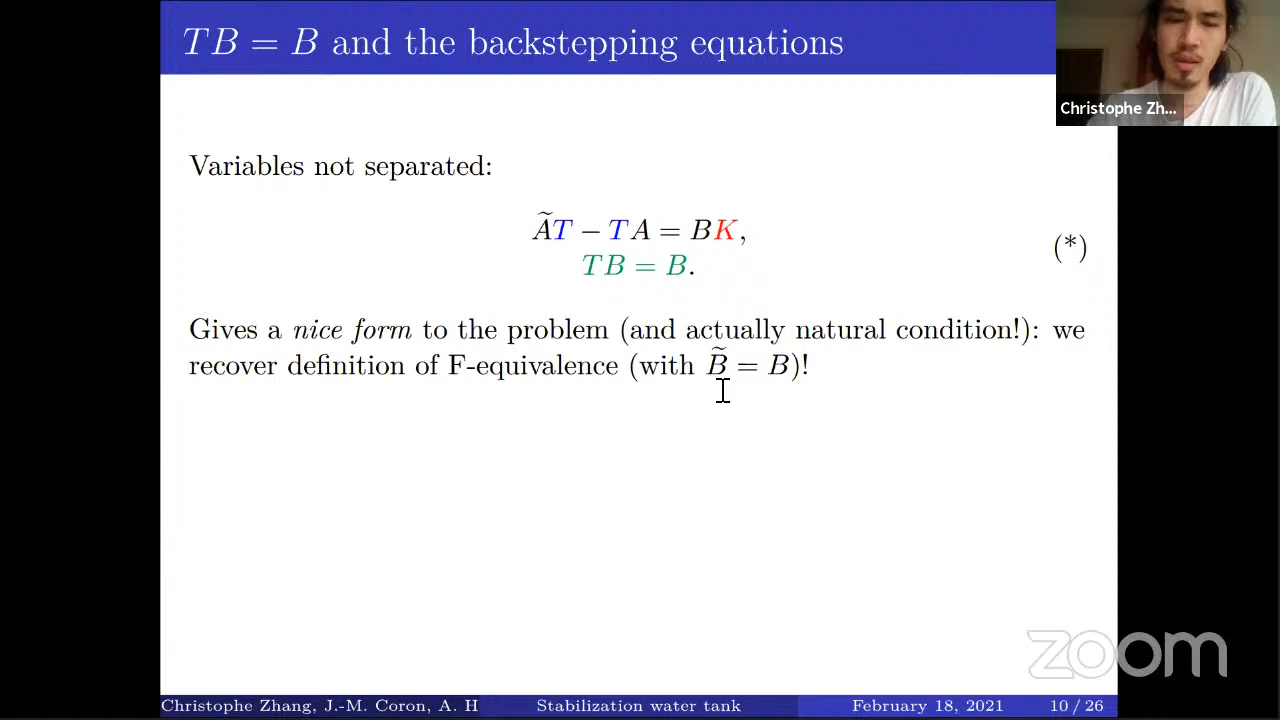 TB = B and the backstepping equations
Christophe Zh...
Variables not separated:
ÃT − TA = BK,
TB = B.
(*)
Gives a nice form to the problem (and actually natural condition!): we
recover definition of F-equivalence (with B̃ = B)!
zoom
Christophe Zhang, J.-M. Coron, A. H
Stabilization water tank
February 18, 2021
10 / 26